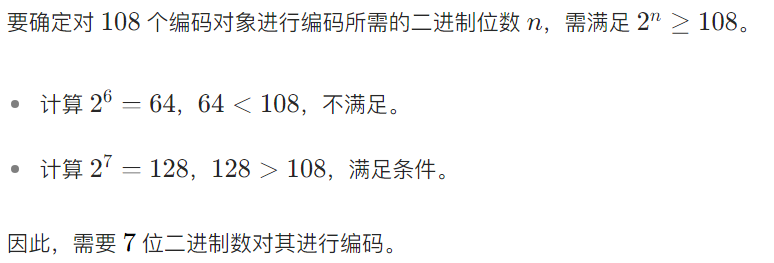 要确定对 108 个编码对象进行编码所需的二进制位数 n，需满足 2ⁿ ≥ 108。
• 计算 2⁶ = 64，64 < 108，不满足。
• 计算 2⁷ = 128，128 > 108，满足条件。
因此，需要 7 位二进制数对其进行编码。